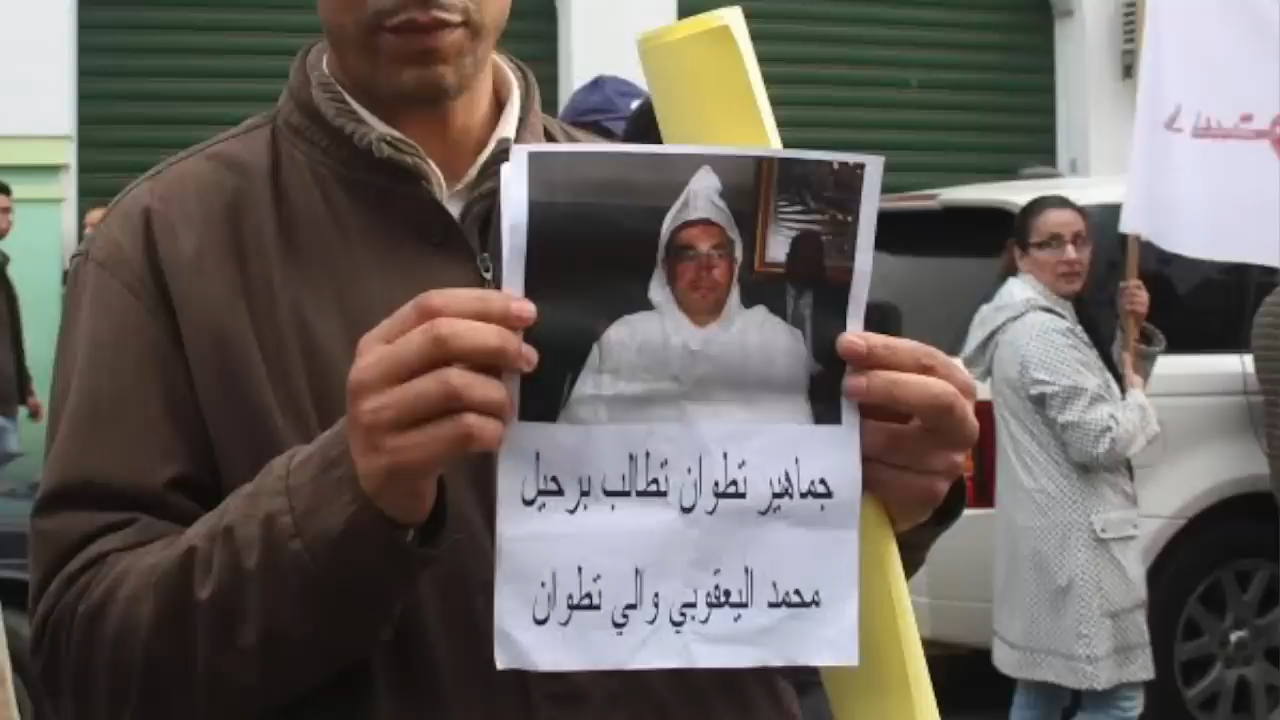 جماهير تطوان تطالب برحيل
محمد اليعقوبي والي تطوان